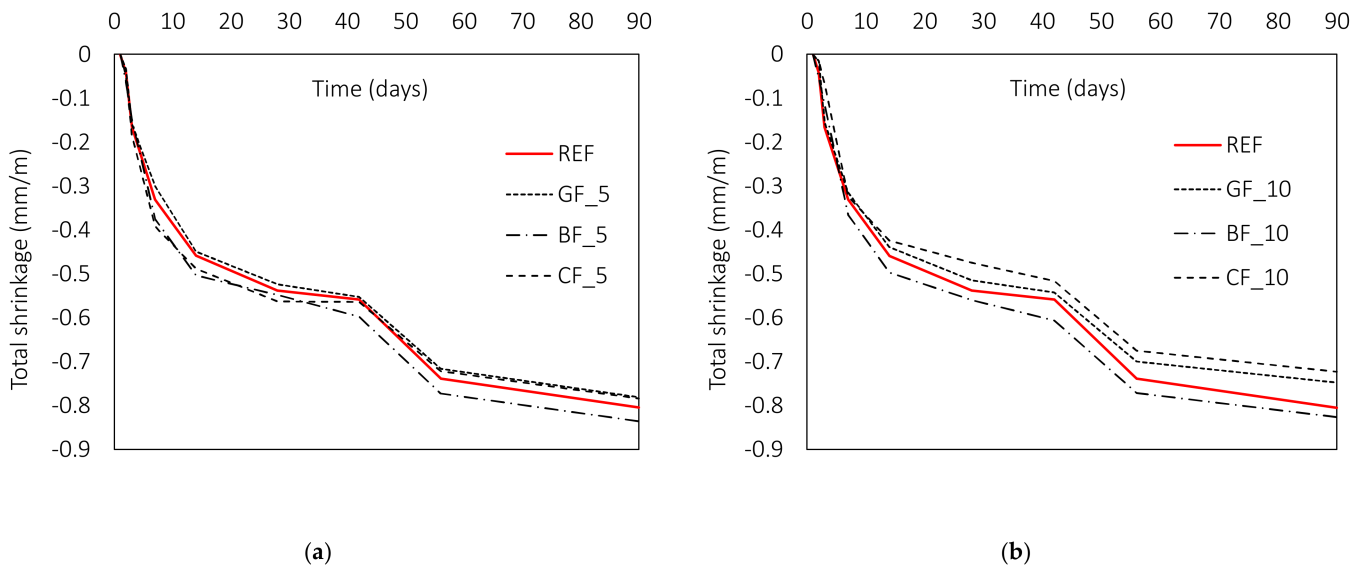 0 10 20 30 40 50 60 70 80 90
0
-0.1
-0.2
-0.3
-0.4
-0.5
-0.6
-0.7
-0.8
-0.9
Total shrinkage (mm/m)
Time (days)
REF
GF_5
BF_5
CF_5
(a)
0 10 20 30 40 50 60 70 80 90
0
-0.1
-0.2
-0.3
-0.4
-0.5
-0.6
-0.7
-0.8
-0.9
Total shrinkage (mm/m)
Time (days)
REF
GF_10
BF_10
CF_10
(b)